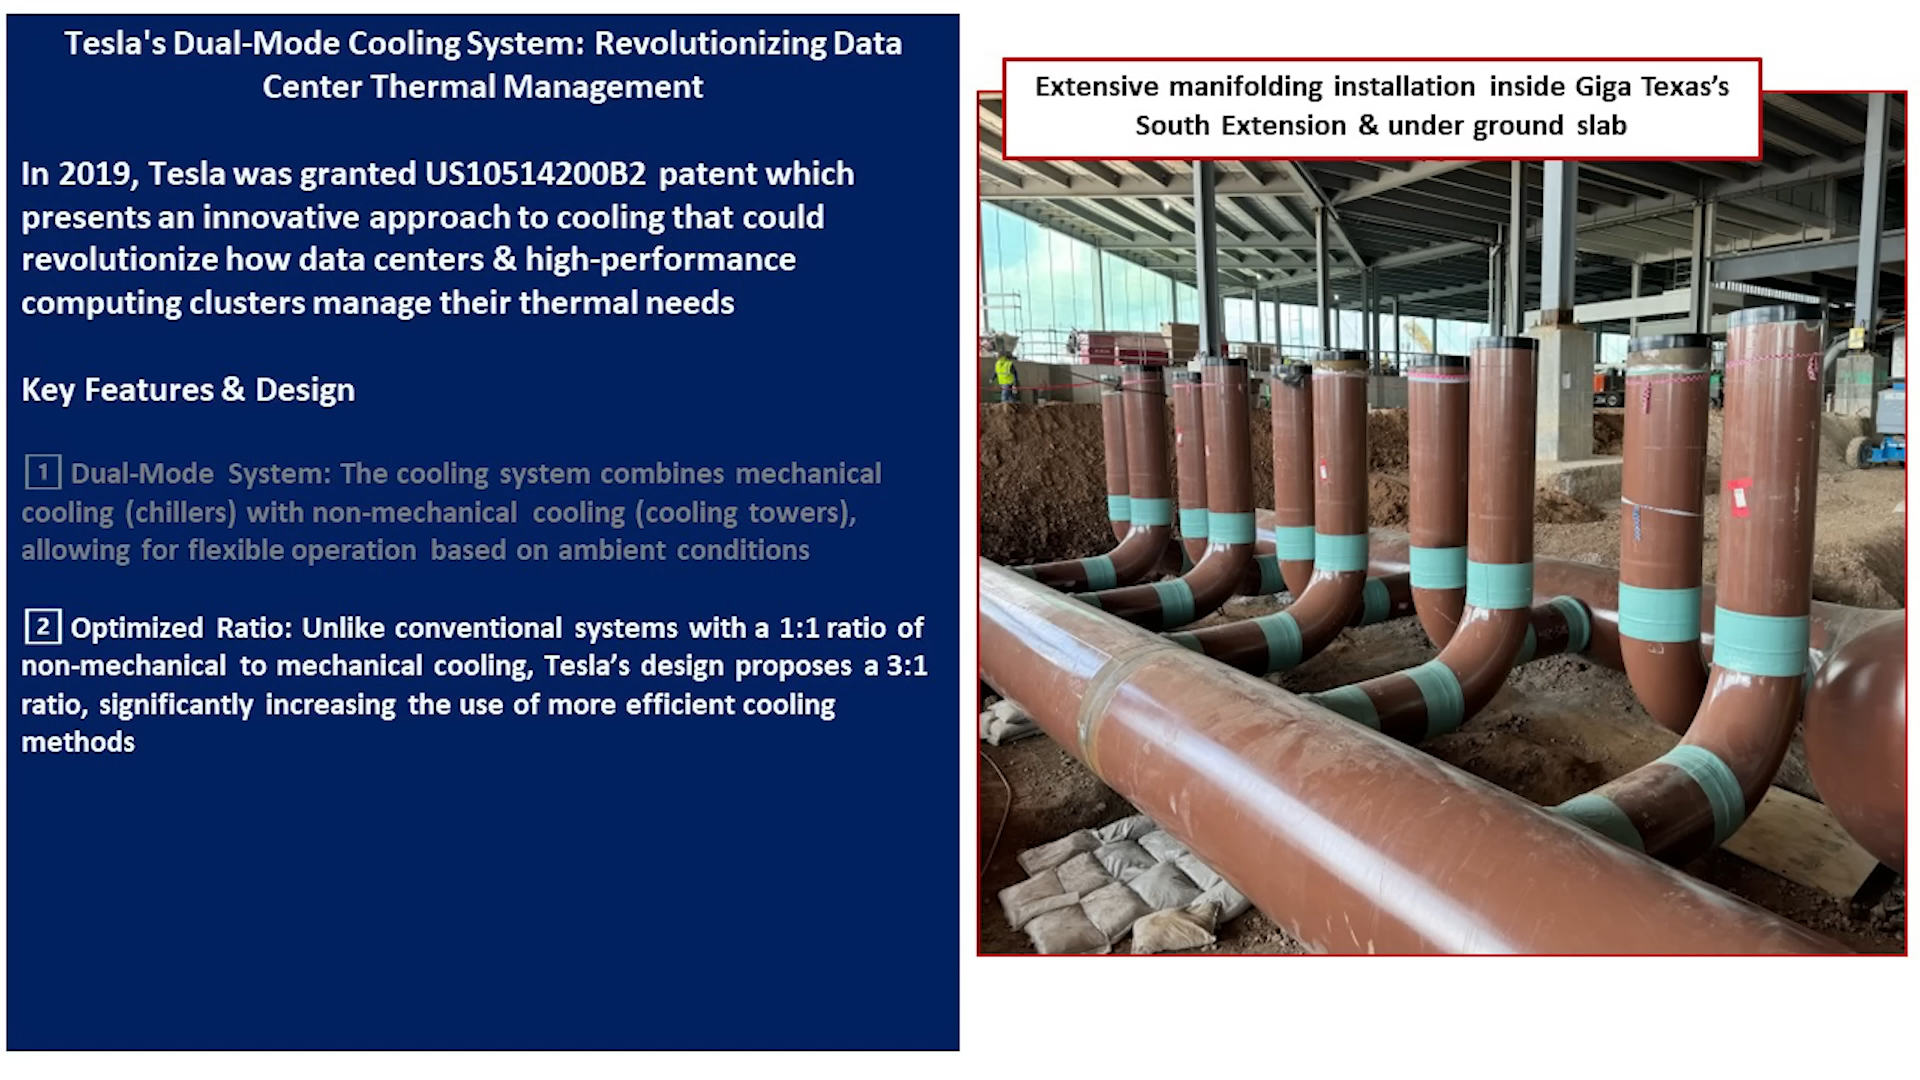 Tesla's Dual-Mode Cooling System: Revolutionizing Data
Center Thermal Management
In 2019, Tesla was granted US10514200B2 patent which
presents an innovative approach to cooling that could
revolutionize how data centers & high-performance
computing clusters manage their thermal needs
Key Features & Design
1 Dual-Mode System: The cooling system combines mechanical
cooling (chillers) with non-mechanical cooling (cooling towers),
allowing for flexible operation based on ambient conditions
2 Optimized Ratio: Unlike conventional systems with a 1:1 ratio of
non-mechanical to mechanical cooling, Tesla’s design proposes a 3:1
ratio, significantly increasing the use of more efficient cooling
methods
Extensive manifolding installation inside Giga Texas’s
South Extension & under ground slab